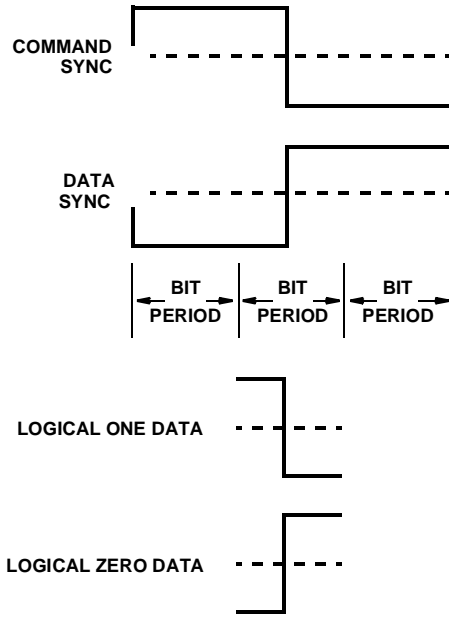 COMMAND
SYNC
DATA
SYNC
BIT
PERIOD
BIT
PERIOD
BIT
PERIOD
LOGICAL ONE DATA
LOGICAL ZERO DATA